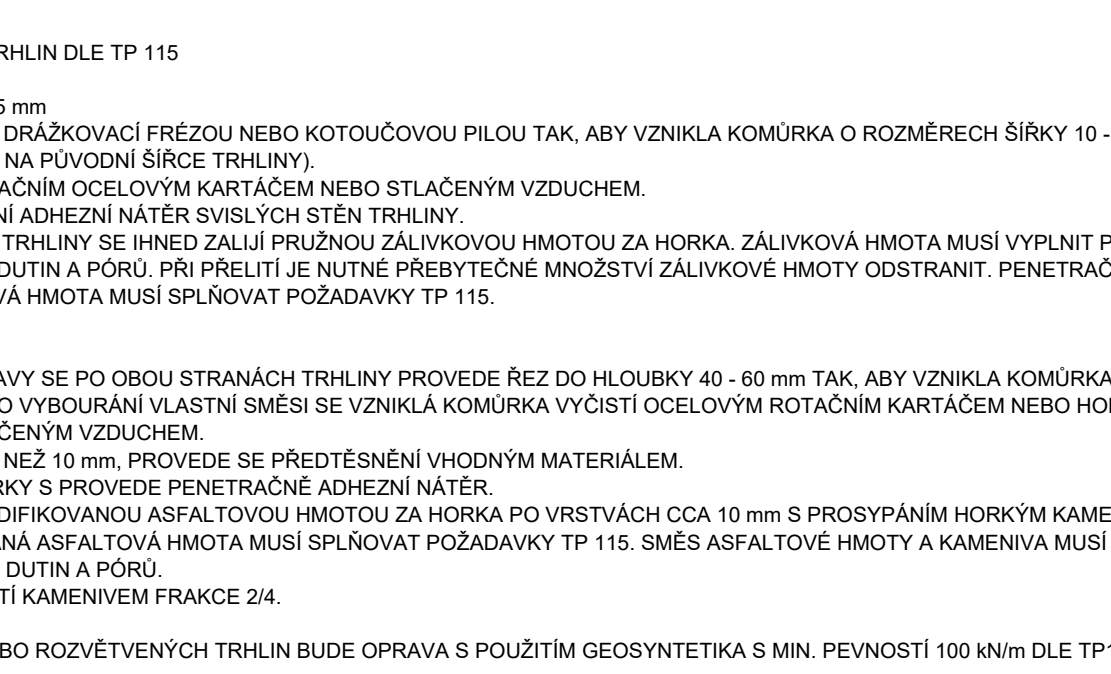 RHLIN DLE TP 115
5 mm
DRÁŽKOVACÍ FRÉZOU NEBO KOTOUČOVOU PILOU TAK, ABY VZNIKLA KOMŮRKA O ROZMĚRECH ŠÍŘKY 10 -
NA PŮVODNÍ ŠÍŘCE TRHLINY).
AČNÍM OCELOVÝM KARTÁČEM NEBO STLAČENÝM VZDUCHEM.
NÍ ADHEZNÍ NÁTĚR SVISLÝCH STĚN TRHLINY.
TRHLINY SE IHNED ZALIJÍ PRUŽNOU ZÁLIVKOVOU HMOTOU ZA HORKA. ZÁLIVKOVÁ HMOTA MUSÍ VYPLNIT P
DUTIN A PÓRŮ. PŘI PŘELITÍ JE NUTNÉ PŘEBYTEČNÉ MNOŽSTVÍ ZÁLIVKOVÉ HMOTY ODSTRANIT. PENETRAČ
VÁ HMOTA MUSÍ SPLŇOVAT POŽADAVKY TP 115.
AVY SE PO OBOU STRANÁCH TRHLINY PROVEDE ŘEZ DO HLOUBKY 40 - 60 mm TAK, ABY VZNIKLA KOMŮRKA
O VYBOURÁNÍ VLASTNÍ SMĚSI SE VZNIKLÁ KOMŮRKA VYČISTÍ OCELOVÝM ROTAČNÍM KARTÁČEM NEBO HO
ČENÝM VZDUCHEM.
NEŽ 10 mm, PROVEDE SE PŘEDTĚSNĚNÍ VHODNÝM MATERIÁLEM.
RKY S PROVEDE PENETRAČNĚ ADHEZNÍ NÁTĚR.
DIFIKOVANOU ASFALTOVOU HMOTOU ZA HORKA PO VRSTVÁCH CCA 10 mm S PROSYPÁNÍM HORKÝM KAME
ANÁ ASFALTOVÁ HMOTA MUSÍ SPLŇOVAT POŽADAVKY TP 115. SMĚS ASFALTOVÉ HMOTY A KAMENIVA MUSÍ
DUTIN A PÓRŮ.
TÍ KAMENIVEM FRAKCE 2/4.
BO ROZVĚTVENÝCH TRHLIN BUDE OPRAVA S POUŽITÍM GEOSYNTETIKA S MIN. PEVNOSTÍ 100 kN/m DLE TP1